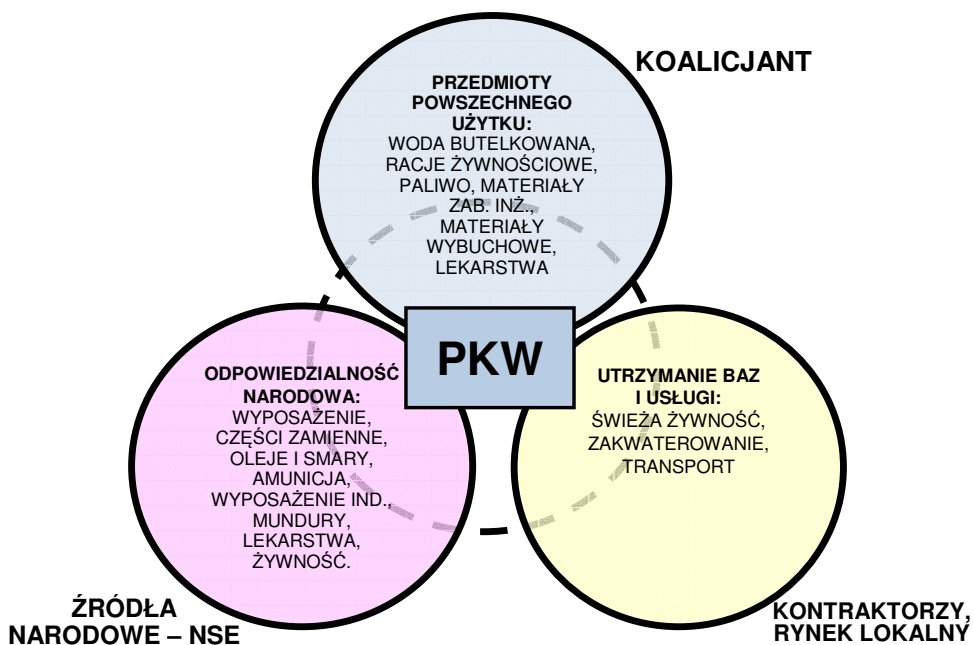 KOALICJANT
PRZEDMIOTY
POWSZECHNEGO
UŻYTKU:
WODA BUTELKOWANA,
RACJE ŻYWNOŚCIOWE,
PALIWO, MATERIAŁY
ZAB. INŻ.,
MATERIAŁY
WYBUCHOWE,
LEKARSTWA
PKW
ODPOWIEDZIALNOŚĆ
NARODOWA:
WYPOSAŻENIE,
CZĘŚCI ZAMIENNE,
OLEJE I SMARY,
AMUNICJA,
WYPOSAŻENIE IND.,
MUNDURY,
LEKARSTWA,
ŻYWNOŚĆ.
UTRZYMANIE BAZ
I USŁUGI:
ŚWIEŻA ŻYWNOŚĆ,
ZAKWATEROWANIE,
TRANSPORT
ŹRÓDŁA
NARODOWE – NSE
KONTRAKTORZY,
RYNEK LOKALNY